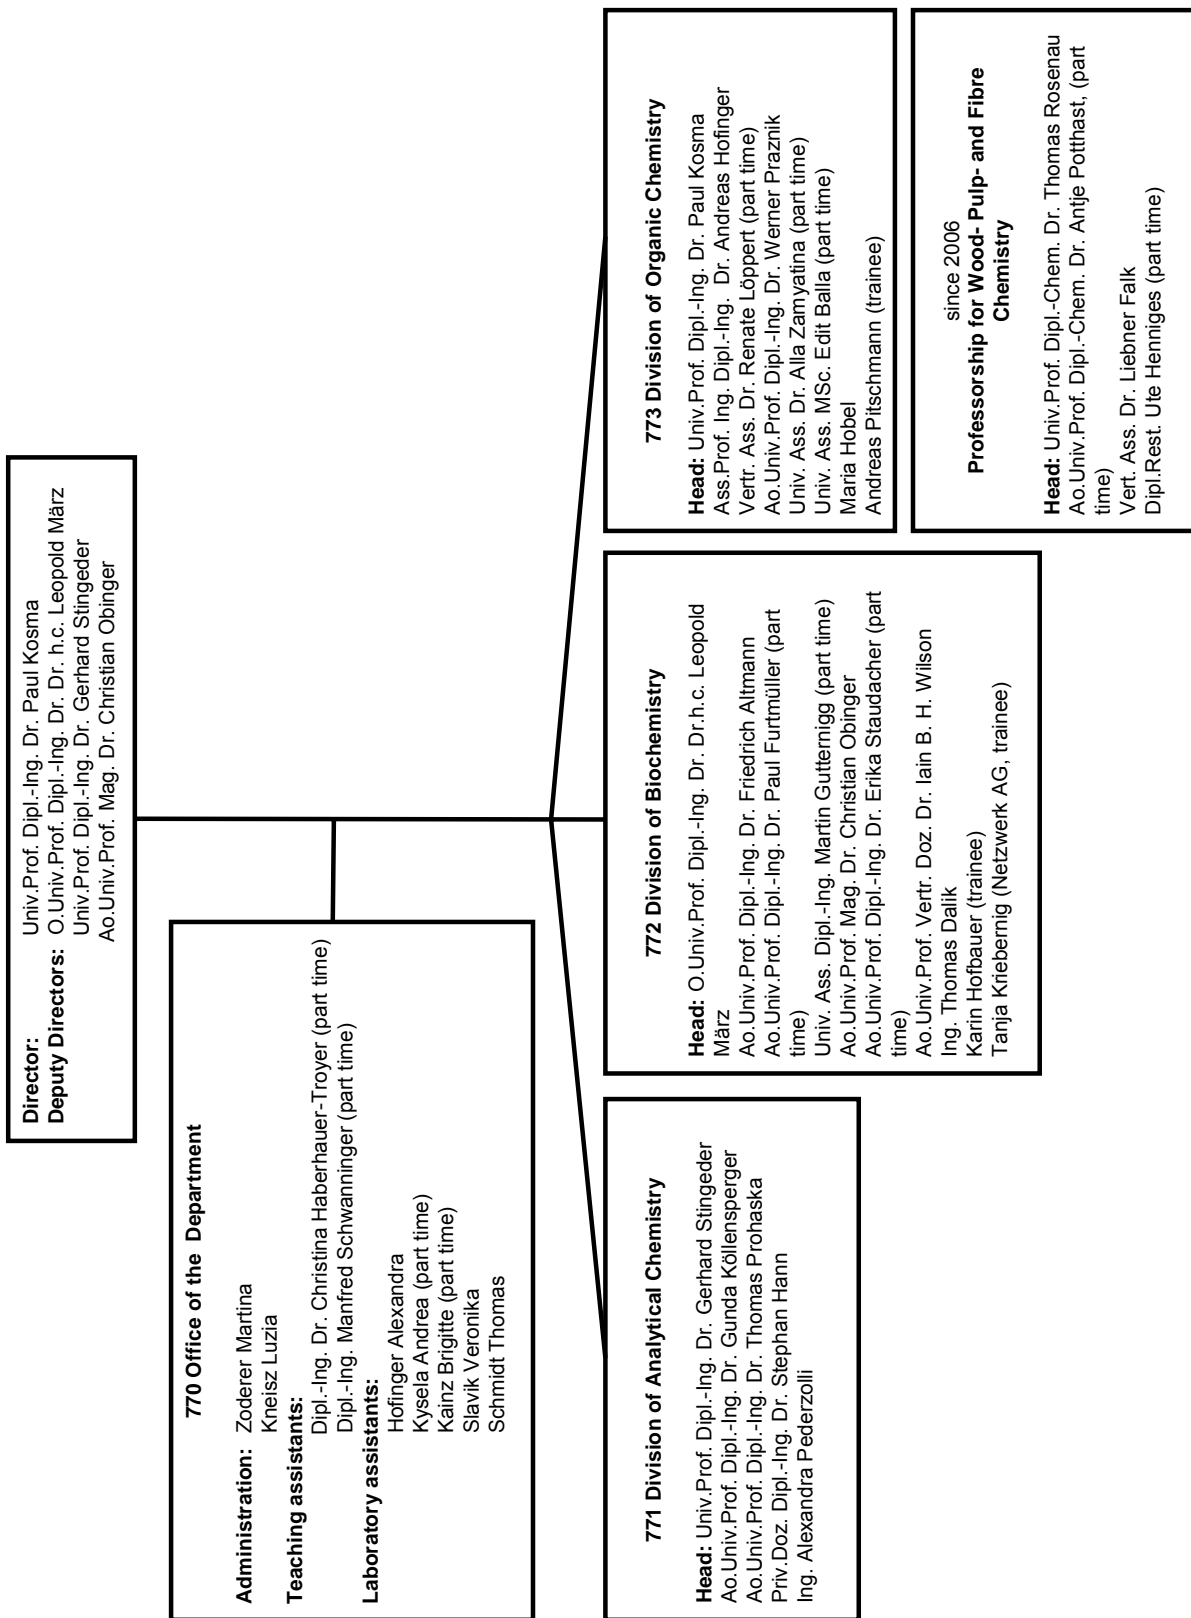 Director: Univ.Prof. Dipl.-Ing. Dr. Paul Kosma
Deputy Directors: O.Univ.Prof. Dipl.-Ing. Dr. Dr. h.c. Leopold März
Univ.Prof. Dipl.-Ing. Dr. Gerhard Stingeder
Ao.Univ.Prof. Mag. Dr. Christian Obinger
770 Office of the Department
Administration: Zoderer Martina
Kneisz Luzia
Teaching assistants:
Dipl.-Ing. Dr. Christina Haberhauer-Troyer (part time)
Dipl.-Ing. Manfred Schwanninger (part time)
Laboratory assistants:
Hofinger Alexandra
Kysela Andrea (part time)
Kainz Brigitte (part time)
Slavik Veronika
Schmidt Thomas
771 Division of Analytical Chemistry
Head: Univ.Prof. Dipl.-Ing. Dr. Gerhard Stingeder
Ao.Univ.Prof. Dipl.-Ing. Dr. Gunda Köllensperger
Ao.Univ.Prof. Dipl.-Ing. Dr. Thomas Prohaska
Priv.Doz. Dipl.-Ing. Dr. Stephan Hann
Ing. Alexandra Pederzolli
772 Division of Biochemistry
Head: O.Univ.Prof. Dipl.-Ing. Dr. Dr.h.c. Leopold
März
Ao.Univ.Prof. Dipl.-Ing. Dr. Friedrich Altmann
Ao.Univ.Prof. Dipl.-Ing. Dr. Paul Furtmüller (part
time)
Univ. Ass. Dipl.-Ing. Martin Gutternigg (part time)
Ao.Univ.Prof. Mag. Dr. Christian Obinger
Ao.Univ.Prof. Dipl.-Ing. Dr. Erika Staudacher (part
time)
Ao.Univ.Prof. Vertr. Doz. Dr. Iain B. H. Wilson
Ing. Thomas Dalik
Karin Hofbauer (trainee)
Tanja Kriebernig (Netzwerk AG, trainee)
773 Division of Organic Chemistry
Head: Univ.Prof. Dipl.-Ing. Dr. Paul Kosma
Ass.Prof. Ing. Dipl.-Ing. Dr. Andreas Hofinger
Vertr. Ass. Dr. Renate Löppert (part time)
Ao.Univ.Prof. Dipl.-Ing. Dr. Werner Praznik
Univ. Ass. Dr. Alla Zamyatina (part time)
Univ. Ass. MSc. Edit Balla (part time)
Maria Hobel
Andreas Pitschmann (trainee)
since 2006
Professorship for Wood- Pulp- and Fibre
Chemistry
Head: Univ.Prof. Dipl.-Chem. Dr. Thomas Rosenau
Ao.Univ.Prof. Dipl.-Chem. Dr. Antje Potthast, (part
time)
Vert. Ass. Dr. Liebner Falk
Dipl.Rest. Ute Henniges (part time)